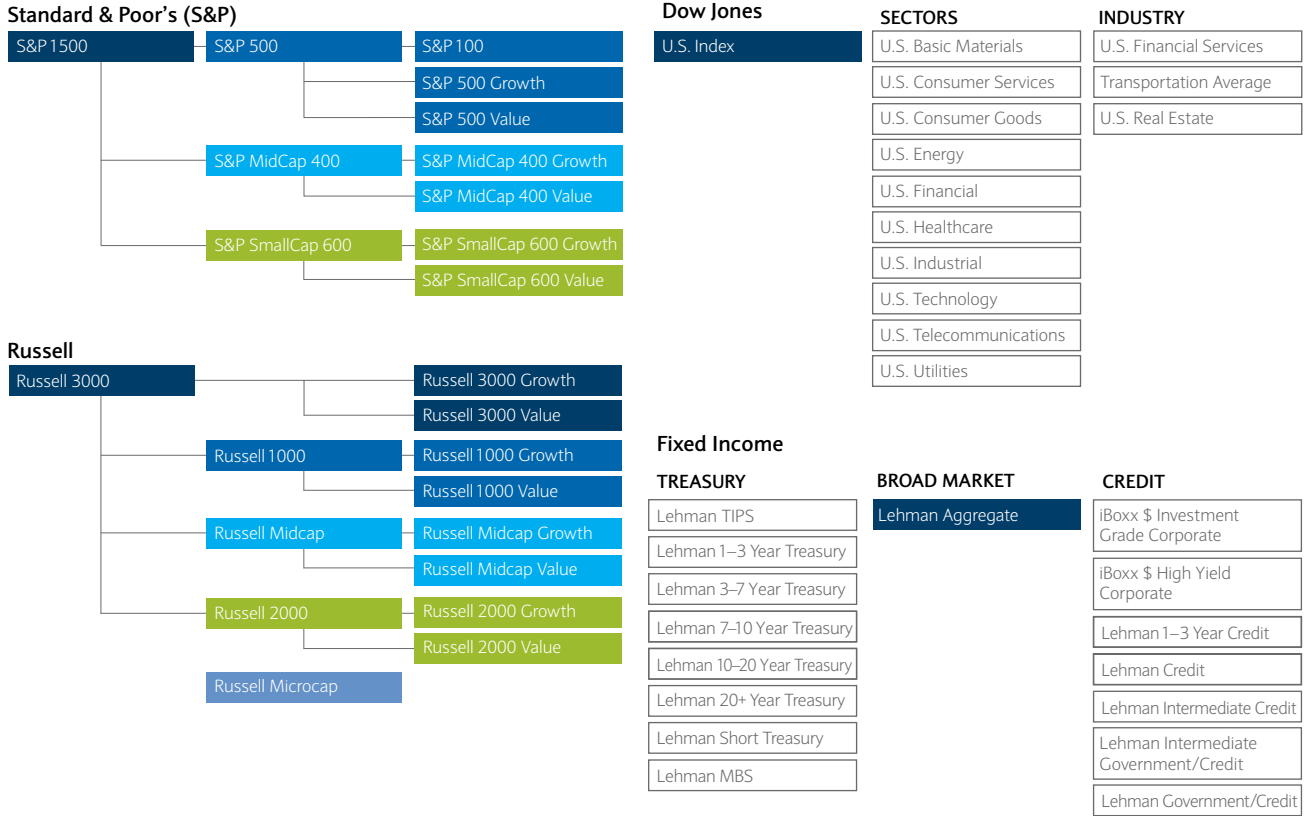 Standard & Poor's (S&P)
S&P 1500
S&P 500
S&P 100
S&P 500 Growth
S&P 500 Value
S&P MidCap 400
S&P MidCap 400 Growth
S&P MidCap 400 Value
S&P SmallCap 600
S&P SmallCap 600 Growth
S&P SmallCap 600 Value
Russell
Russell 3000
Russell 3000 Growth
Russell 3000 Value
Russell 1000
Russell 1000 Growth
Russell 1000 Value
Russell Midcap
Russell Midcap Growth
Russell Midcap Value
Russell 2000
Russell 2000 Growth
Russell 2000 Value
Russell Microcap
Dow Jones
U.S. Index
SECTORS
U.S. Basic Materials
U.S. Consumer Services
U.S. Consumer Goods
U.S. Energy
U.S. Financial
U.S. Healthcare
U.S. Industrial
U.S. Technology
U.S. Telecommunications
U.S. Utilities
INDUSTRY
U.S. Financial Services
Transportation Average
U.S. Real Estate
Fixed Income
TREASURY
Lehman TIPS
Lehman 1–3 Year Treasury
Lehman 3–7 Year Treasury
Lehman 7–10 Year Treasury
Lehman 10–20 Year Treasury
Lehman 20+ Year Treasury
Lehman Short Treasury
Lehman MBS
BROAD MARKET
Lehman Aggregate
CREDIT
iBoxx $ Investment
Grade Corporate
iBoxx $ High Yield
Corporate
Lehman 1–3 Year Credit
Lehman Credit
Lehman Intermediate Credit
Lehman Intermediate
Government/Credit
Lehman Government/Credit